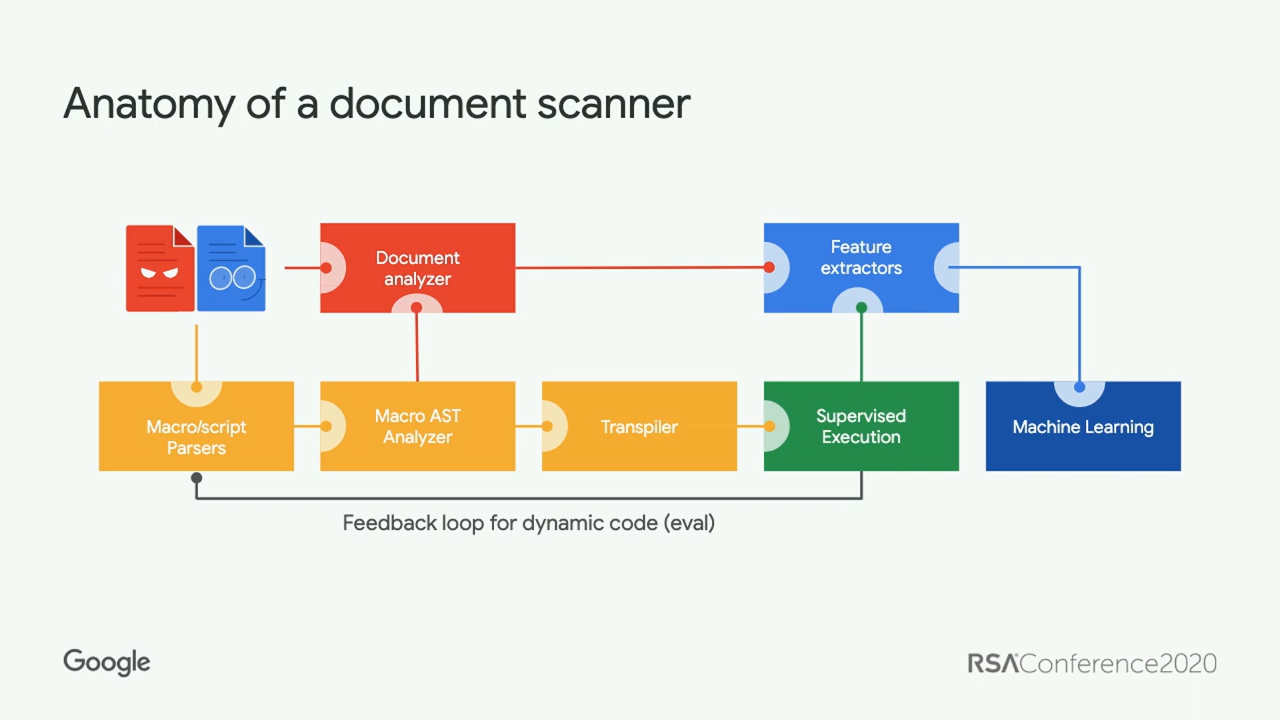 Anatomy of a document scanner
Document
analyzer
Feature
extractors
Macro/script
Parsers
Macro AST
Analyzer
Transpiler
Supervised
Execution
Machine Learning
Feedback loop for dynamic code (eval)
Google
RSAConference2020